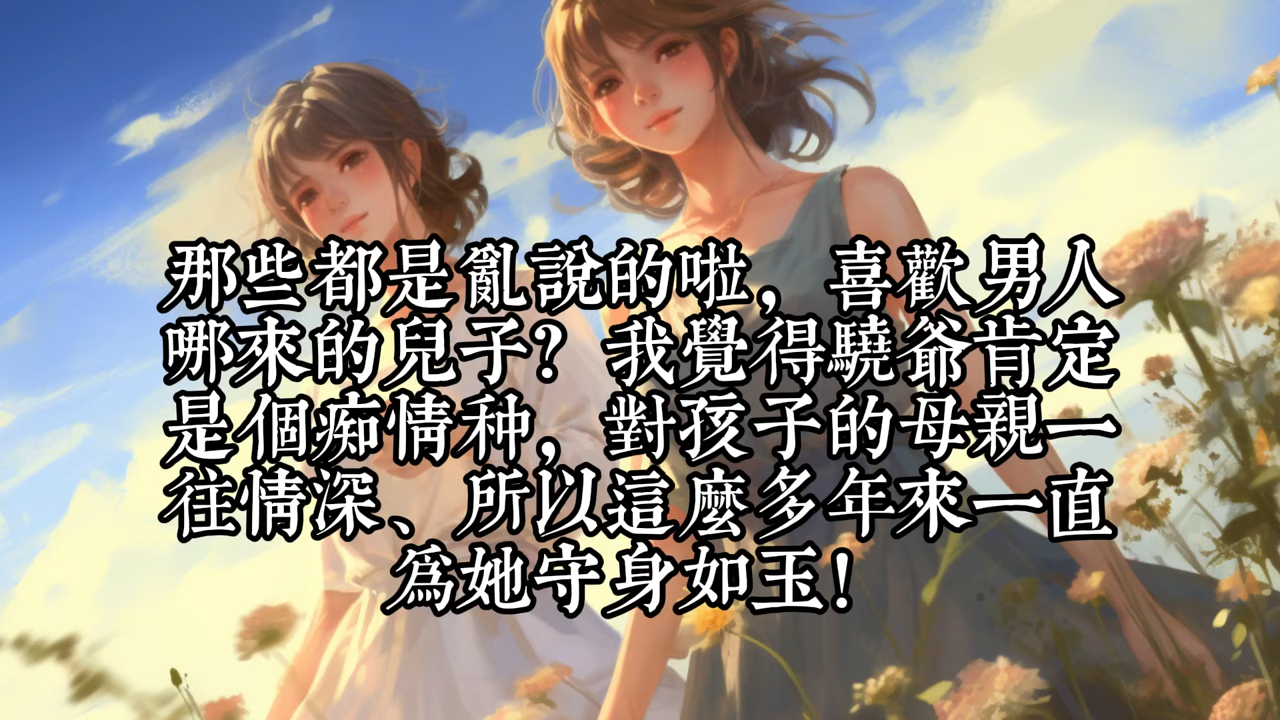 那些都是亂說的啦，喜歡男人
哪來的兒子？我覺得驍爺肯定
是個痴情种，對孩子的母親一
往情深、所以這麼多年來一直
爲她守身如玉！